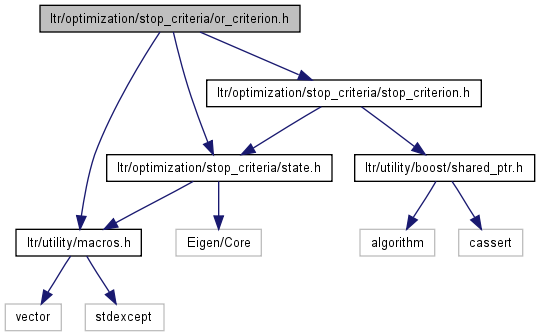 ltr/optimization/stop_criteria/or_criterion.h
ltr/optimization/stop_criteria/stop_criterion.h
ltr/optimization/stop_criteria/state.h
ltr/utility/boost/shared_ptr.h
ltr/utility/macros.h
Eigen/Core
algorithm
cassert
vector
stdexcept